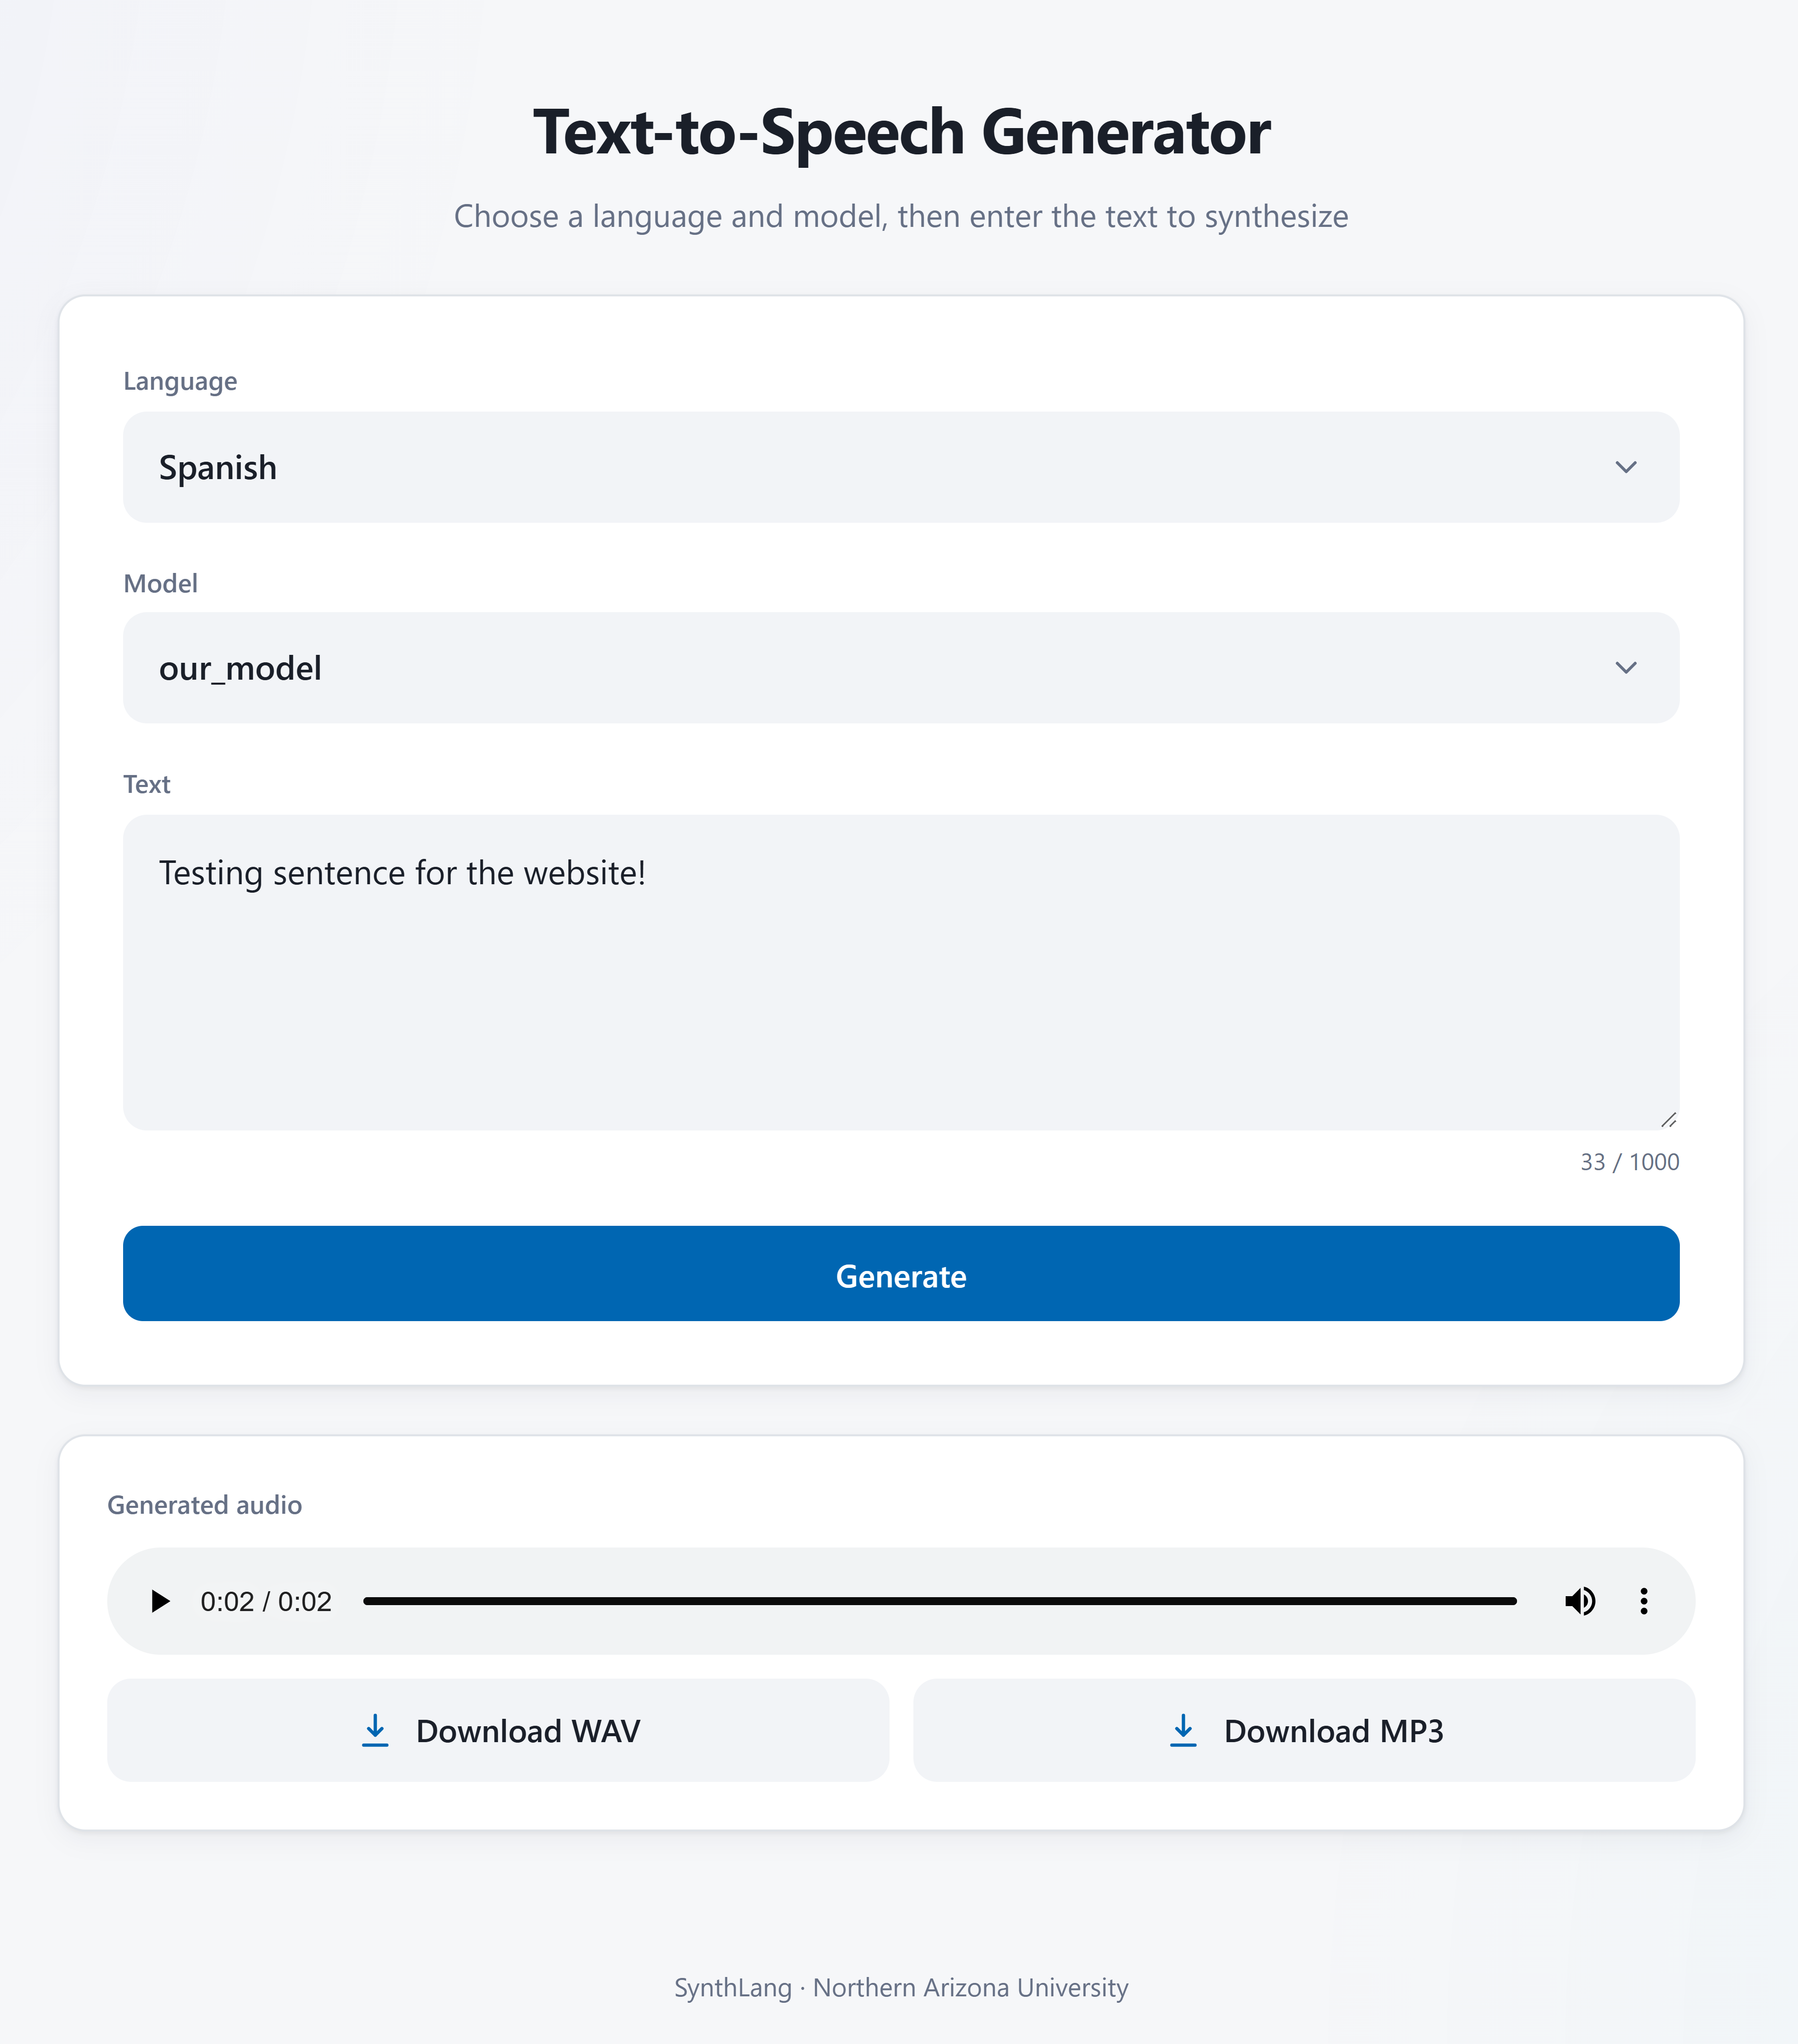 Text-to-Speech Generator
Choose a language and model, then enter the text to synthesize
Language
Spanish
Model
our_model
Text
Testing sentence for the website!
33 / 1000
Generate
Generated audio
0:02 / 0:02
Download WAV
Download MP3
SynthLang · Northern Arizona University